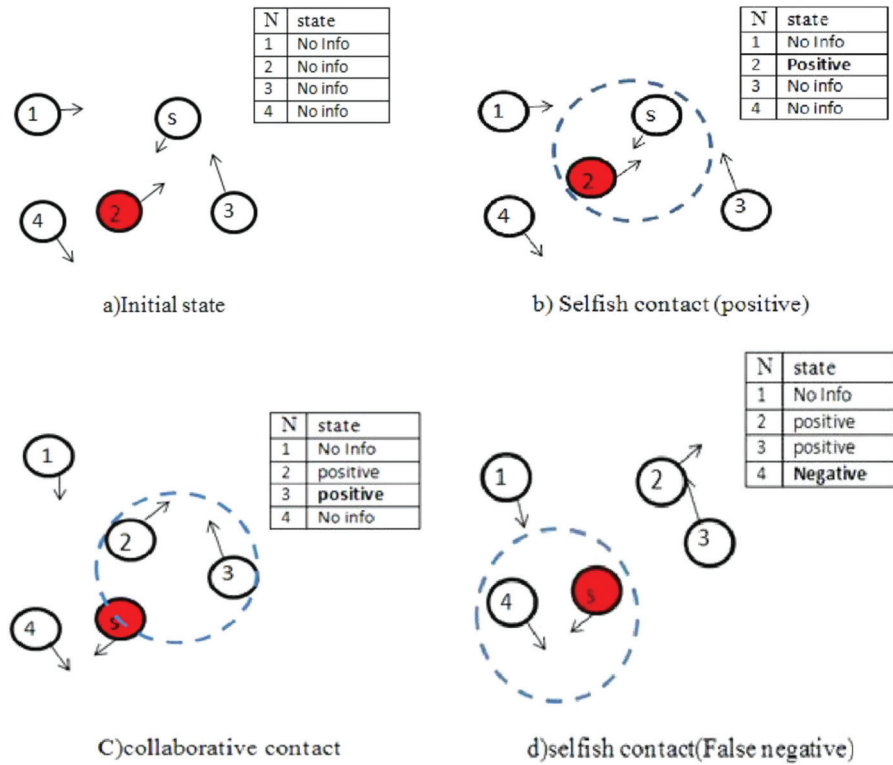 N state
1 No Info
2 No info
3 No info
4 No info
1
s
2
3
4
a)Initial state
N state
1 No Info
2 Positive
3 No info
4 No info
1
s
2
3
4
b) Selfish contact (positive)
N state
1 No Info
2 positive
3 positive
4 No info
1
2
3
4
s
C)collaborative contact
N state
1 No Info
2 positive
3 positive
4 Negative
1
2
3
4
s
d)selfish contact(False negative)